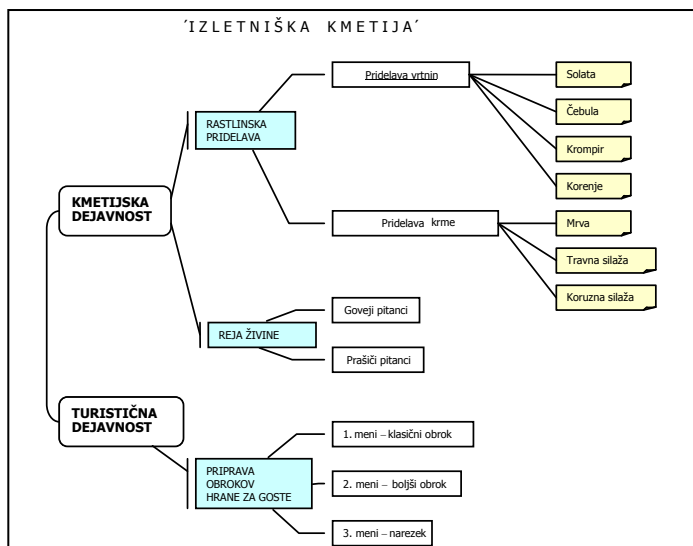 ´IZLETNIŠKA KMETIJA´
Pridelava vrtnin
Solata
Čebula
Krompir
Korenje
RASTLINSKA
PRIDELAVA
KMETIJSKA
DEJAVNOST
Pridelava krme
Mrva
Travna silaža
Koruzna silaža
REJA ŽIVINE
Goveji pitanci
Prašiči pitanci
TURISTIČNA
DEJAVNOST
PRIPRAVA
OBROKOV
HRANE ZA GOSTE
1. meni – klasični obrok
2. meni – boljši obrok
3. meni – narezek